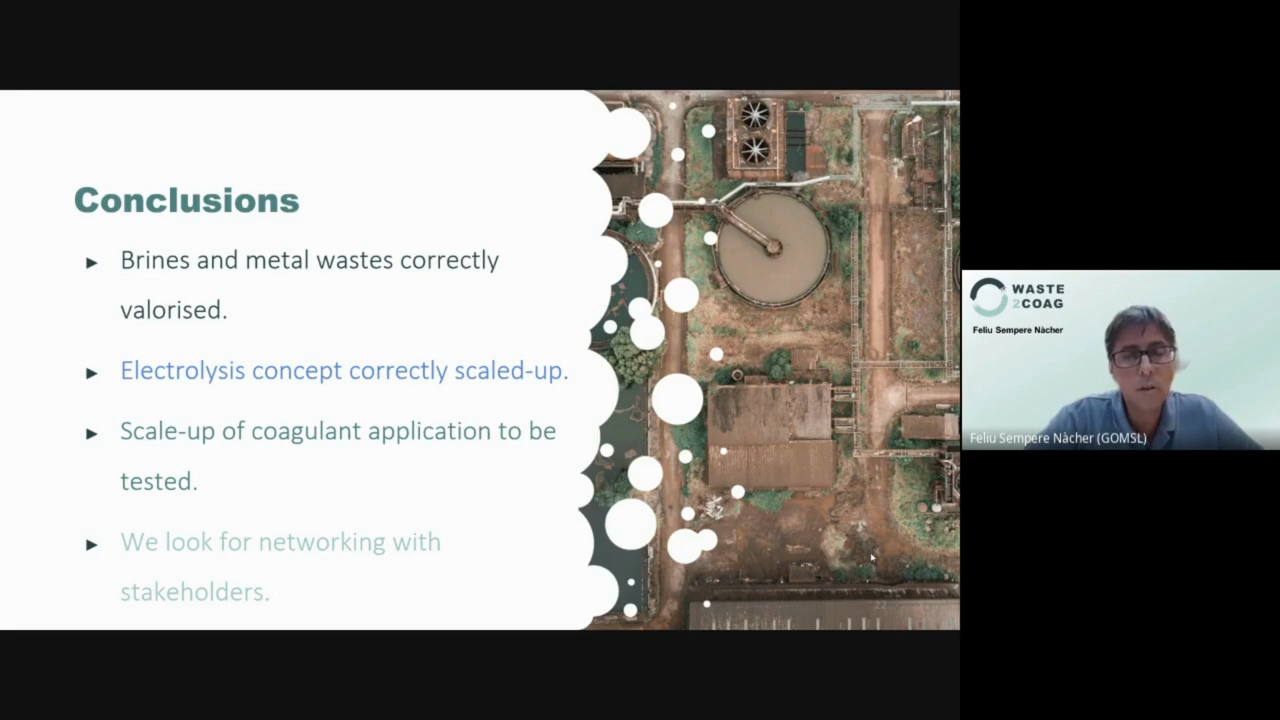 Conclusions
► Brines and metal wastes correctly
valorised.
► Electrolysis concept correctly scaled-up.
► Scale-up of coagulant application to be
tested.
► We look for networking with
stakeholders.
WASTE
2COAG
Feliu Sempere Nàcher
Feliu Sempere Nàcher (GOMSL)